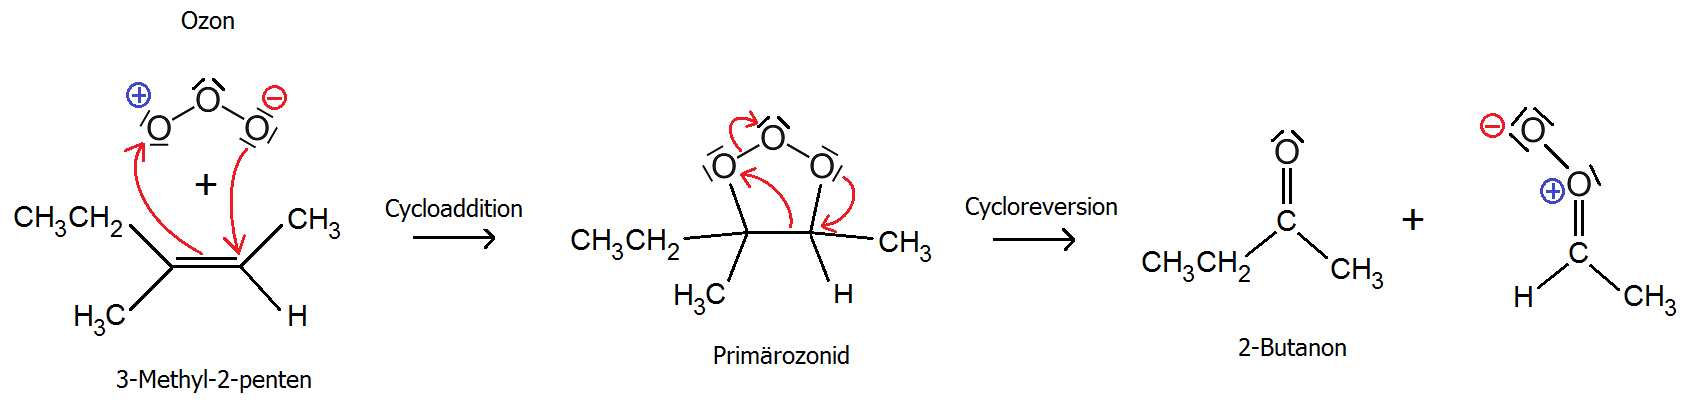 Ozon
+
O
O
O
-
+
CH3CH2
CH3
H3C
H
3-Methyl-2-penten
Cycloaddition
O
O
O
CH3CH2
CH3
H3C
H
Primärozonid
Cycloreversion
O
C
CH3CH2
CH3
2-Butanon
+
-
O
+
O
C
H
CH3